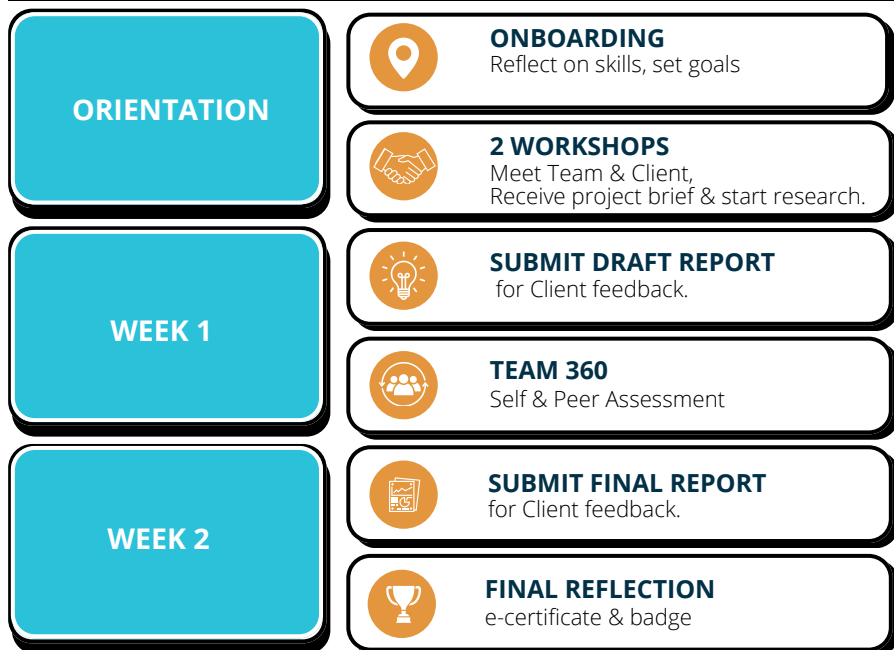 ORIENTATION
ONBOARDING
Reflect on skills, set goals
2 WORKSHOPS
Meet Team & Client,
Receive project brief & start research.
WEEK 1
SUBMIT DRAFT REPORT
for Client feedback.
TEAM 360
Self & Peer Assessment
WEEK 2
SUBMIT FINAL REPORT
for Client feedback.
FINAL REFLECTION
e-certificate & badge